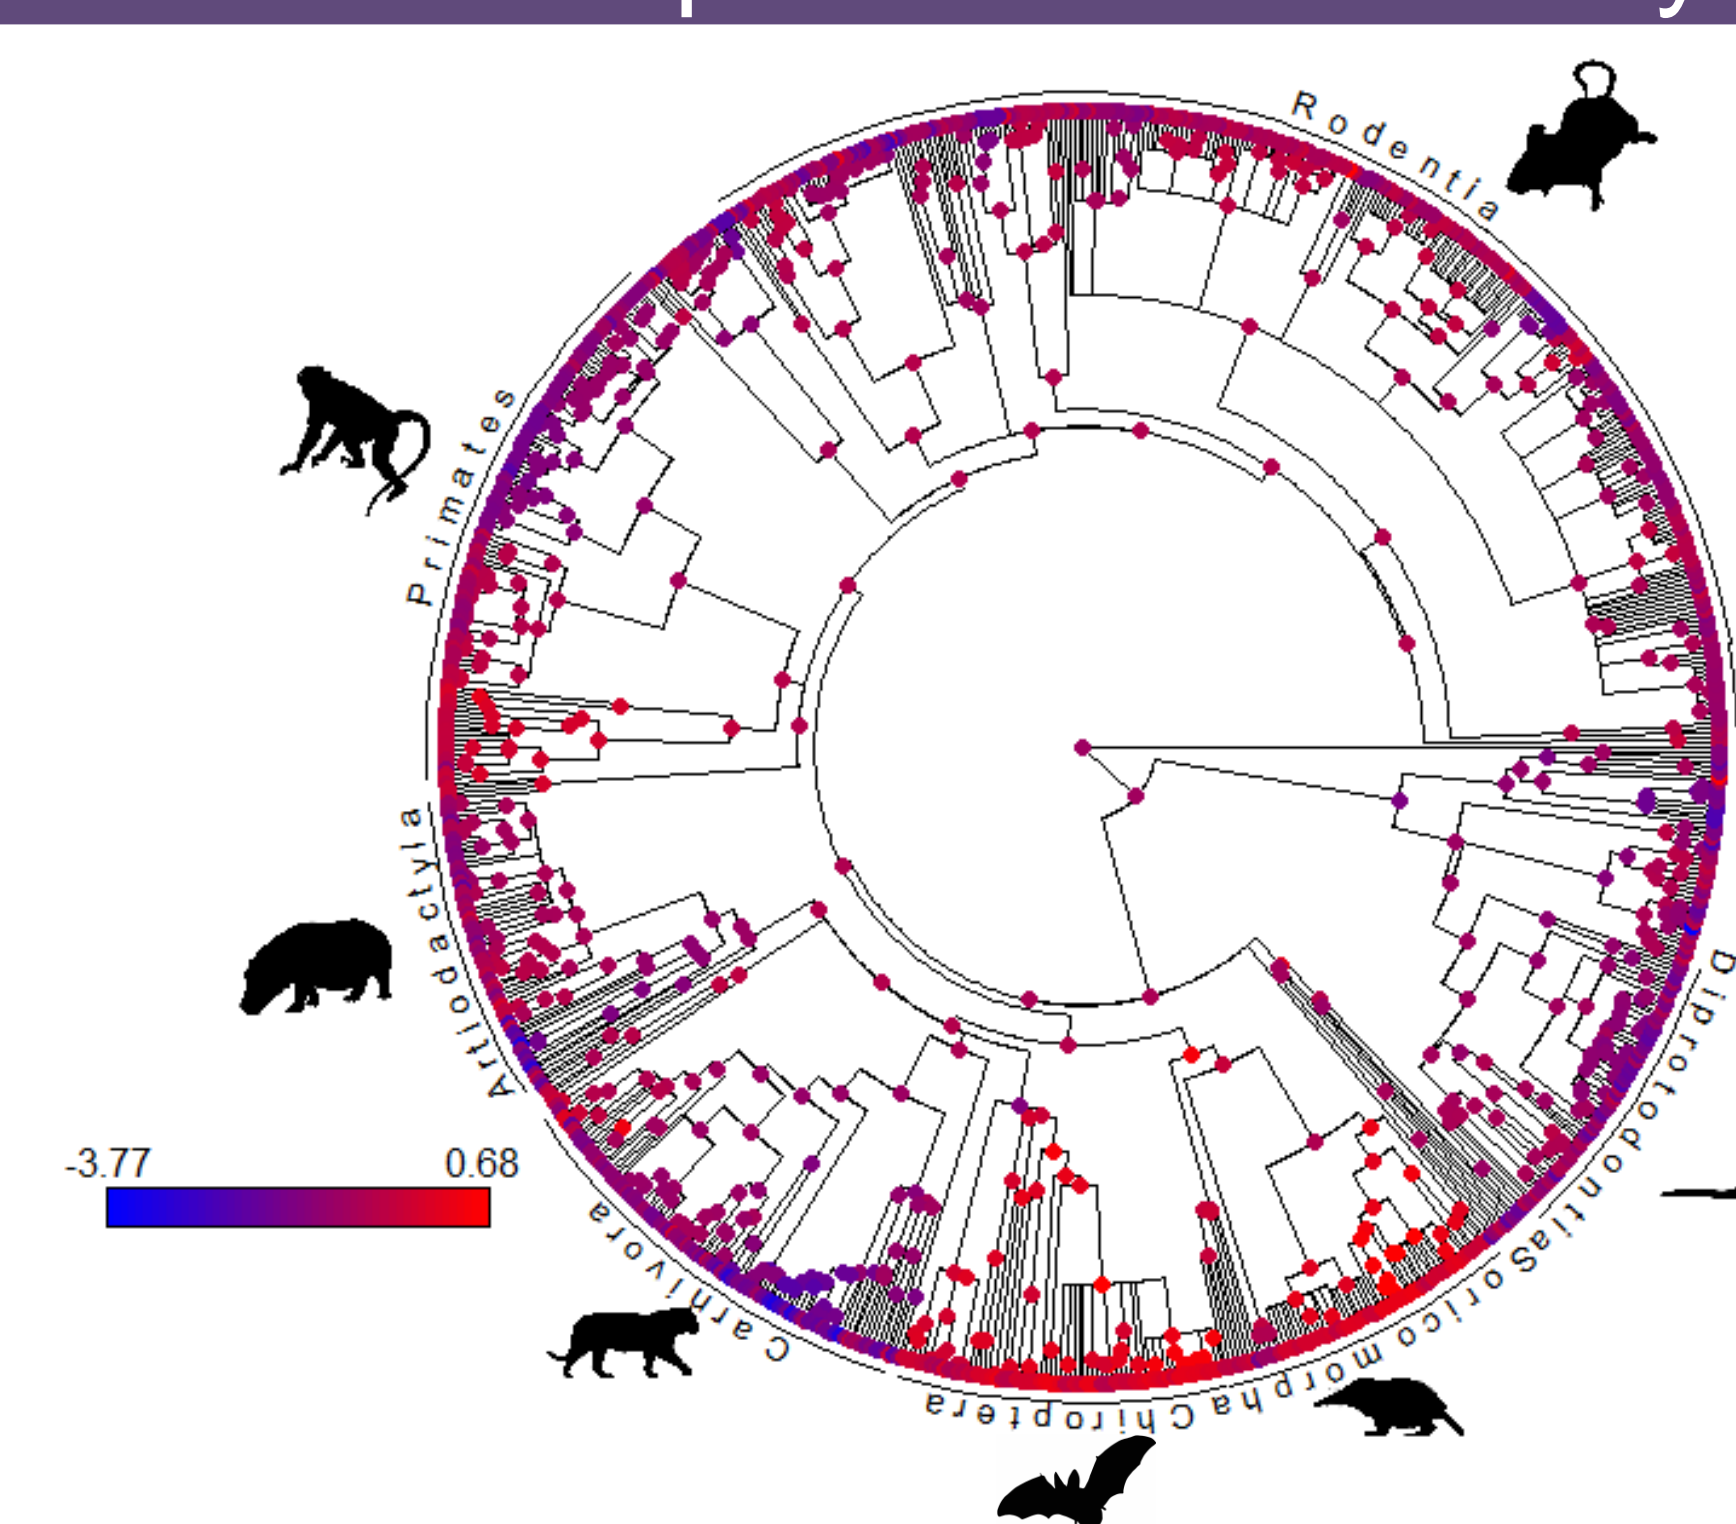 Rodentia
Primates
Artiodactyla
-3.77
0.68
Carnivora
Chiroptera
Soricomorpha
Diprotodontia